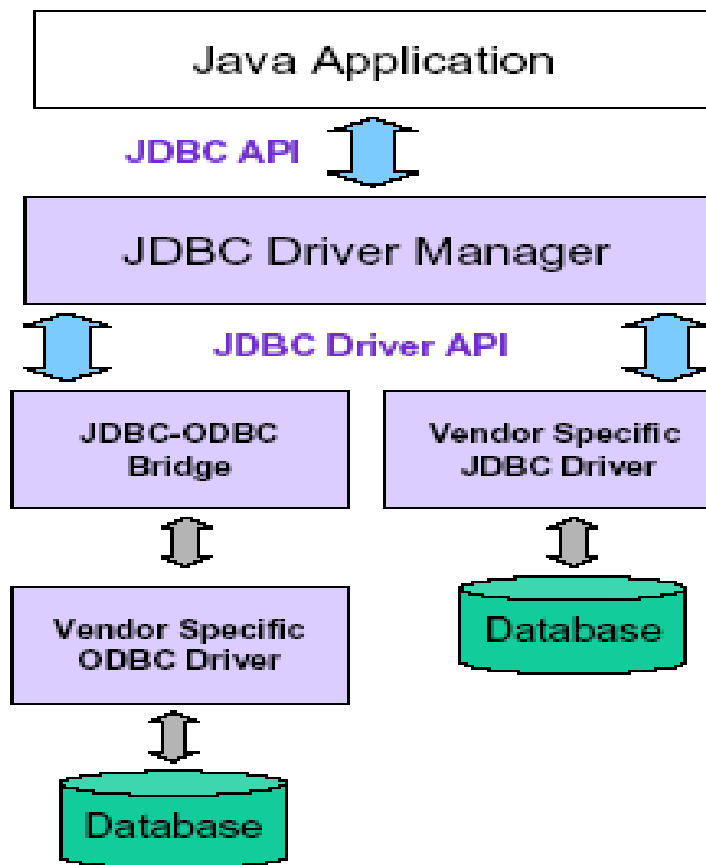 Java Application
JDBC API
JDBC Driver Manager
JDBC Driver API
JDBC-ODBC
Bridge
Vendor Specific
JDBC Driver
Vendor Specific
ODBC Driver
Database
Database